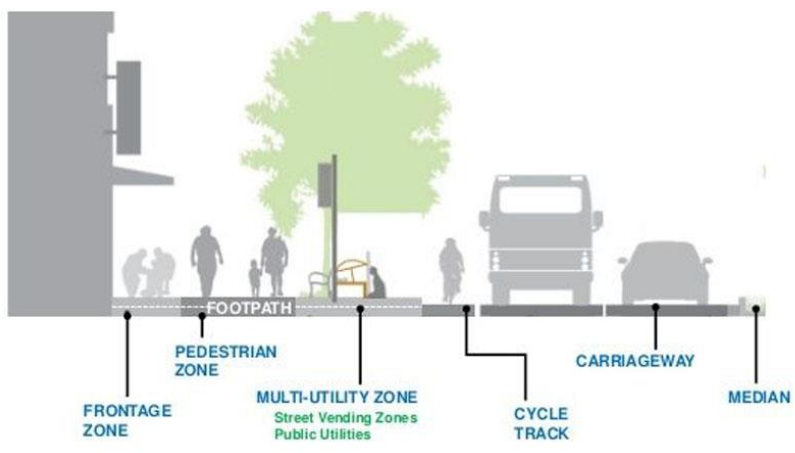 FOOTPATH
PEDESTRIAN
ZONE
FRONTAGE
ZONE
MULTI-UTILITY ZONE
Street Vending Zones
Public Utilities
CYCLE
TRACK
CARRIAGEWAY
MEDIAN